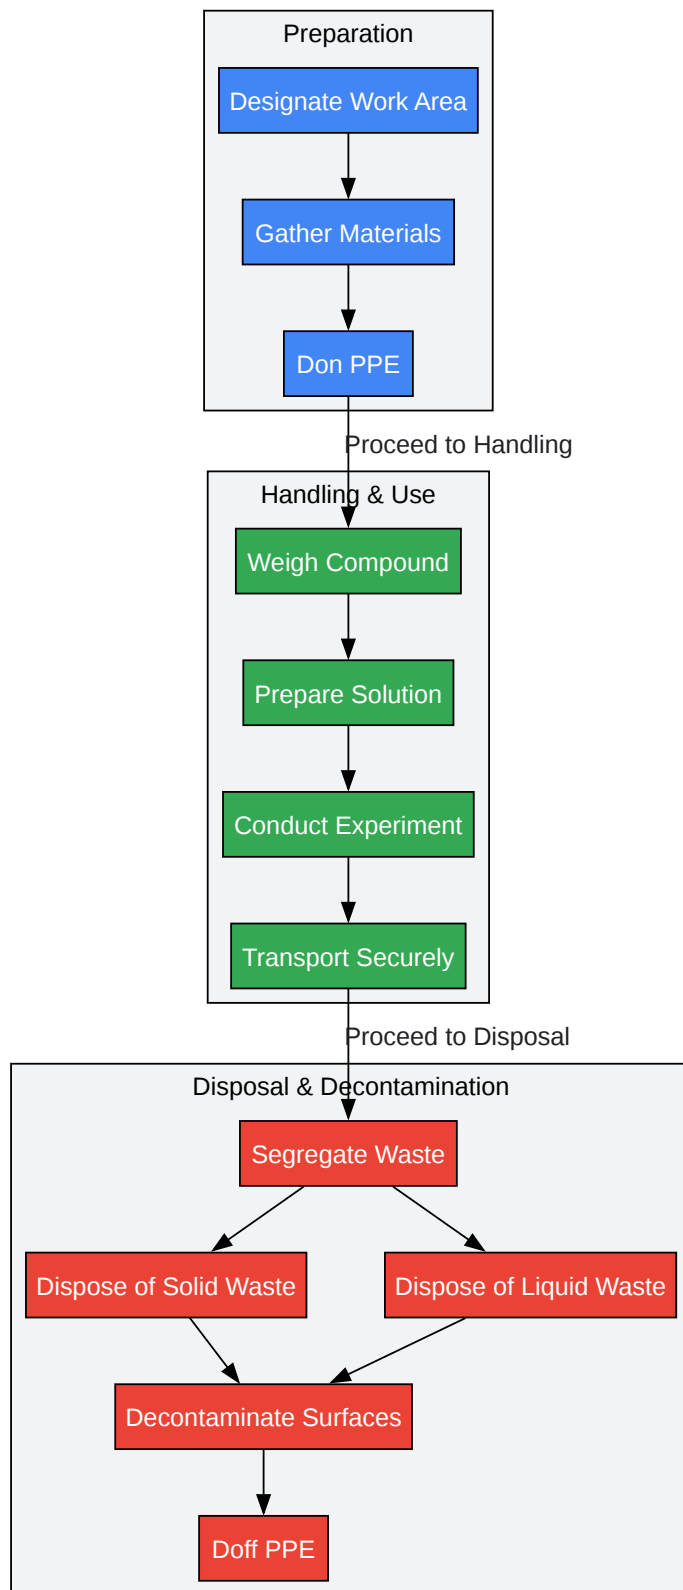 Preparation
Designate Work Area
Gather Materials
Don PPE
Proceed to Handling
Handling & Use
Weigh Compound
Prepare Solution
Conduct Experiment
Transport Securely
Proceed to Disposal
Disposal & Decontamination
Segregate Waste
Dispose of Solid Waste
Dispose of Liquid Waste
Decontaminate Surfaces
Doff PPE